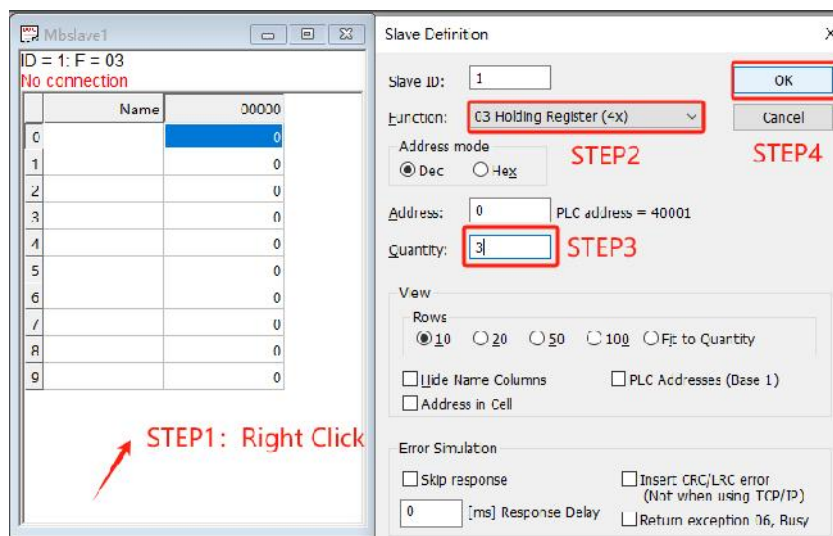 Mbslave1
ID = 1: F = 03
No connection
Name 00000
0 0
1 0
2 0
3 0
4 0
5 0
6 0
7 0
8 0
9 0
STEP1: Right Click
Slave Definition
Slave ID: 1
OK
Function: 03 Holding Register (4x)
Cancel
Address mode
Dec Hex
STEP2
STEP4
Address: 0 PLC address = 40001
Quantity: 3
STEP3
View
Rows
10 20 50 100 Fit to Quantity
Hide Name Columns PLC Addresses (Base 1)
Address in Cell
Error Simulation
Skip response Insert CRC/LRC error
(Not when using TCP/IP)
0 [ms] Response Delay Return exception 06, Busy